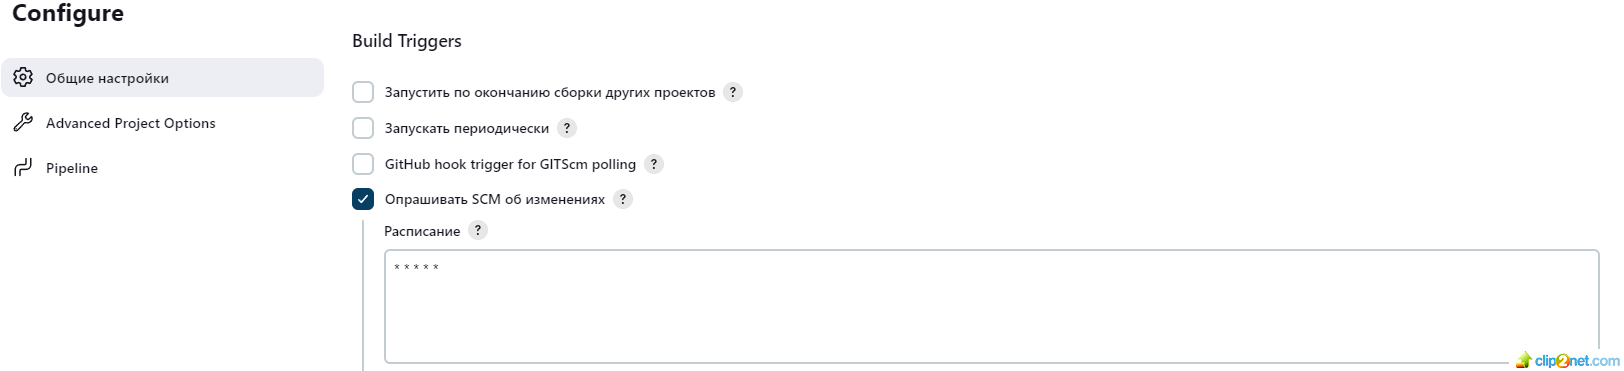 Configure
Общие настройки
Advanced Project Options
Pipeline
Build Triggers
Запустить по окончанию сборки других проектов ?
Запускать периодически ?
GitHub hook trigger for GITScm polling ?
Опрашивать SCM об изменениях ?
Расписание ?
* * * * *
clip2net.com